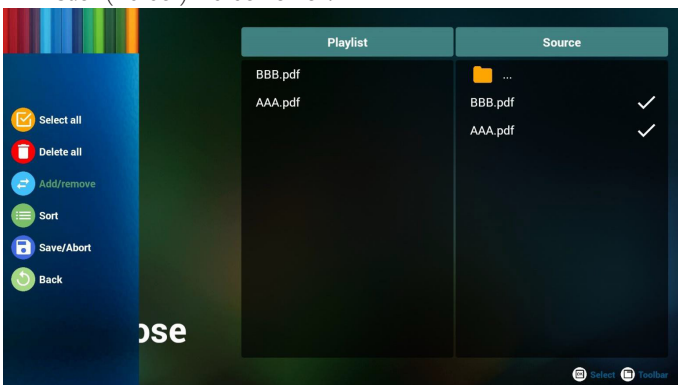 Playlist
Source
BBB.pdf
AAA.pdf
...
BBB.pdf
AAA.pdf
Select all
Delete all
Add/remove
Sort
Save/Abort
Back
ose
Select
Toolbar